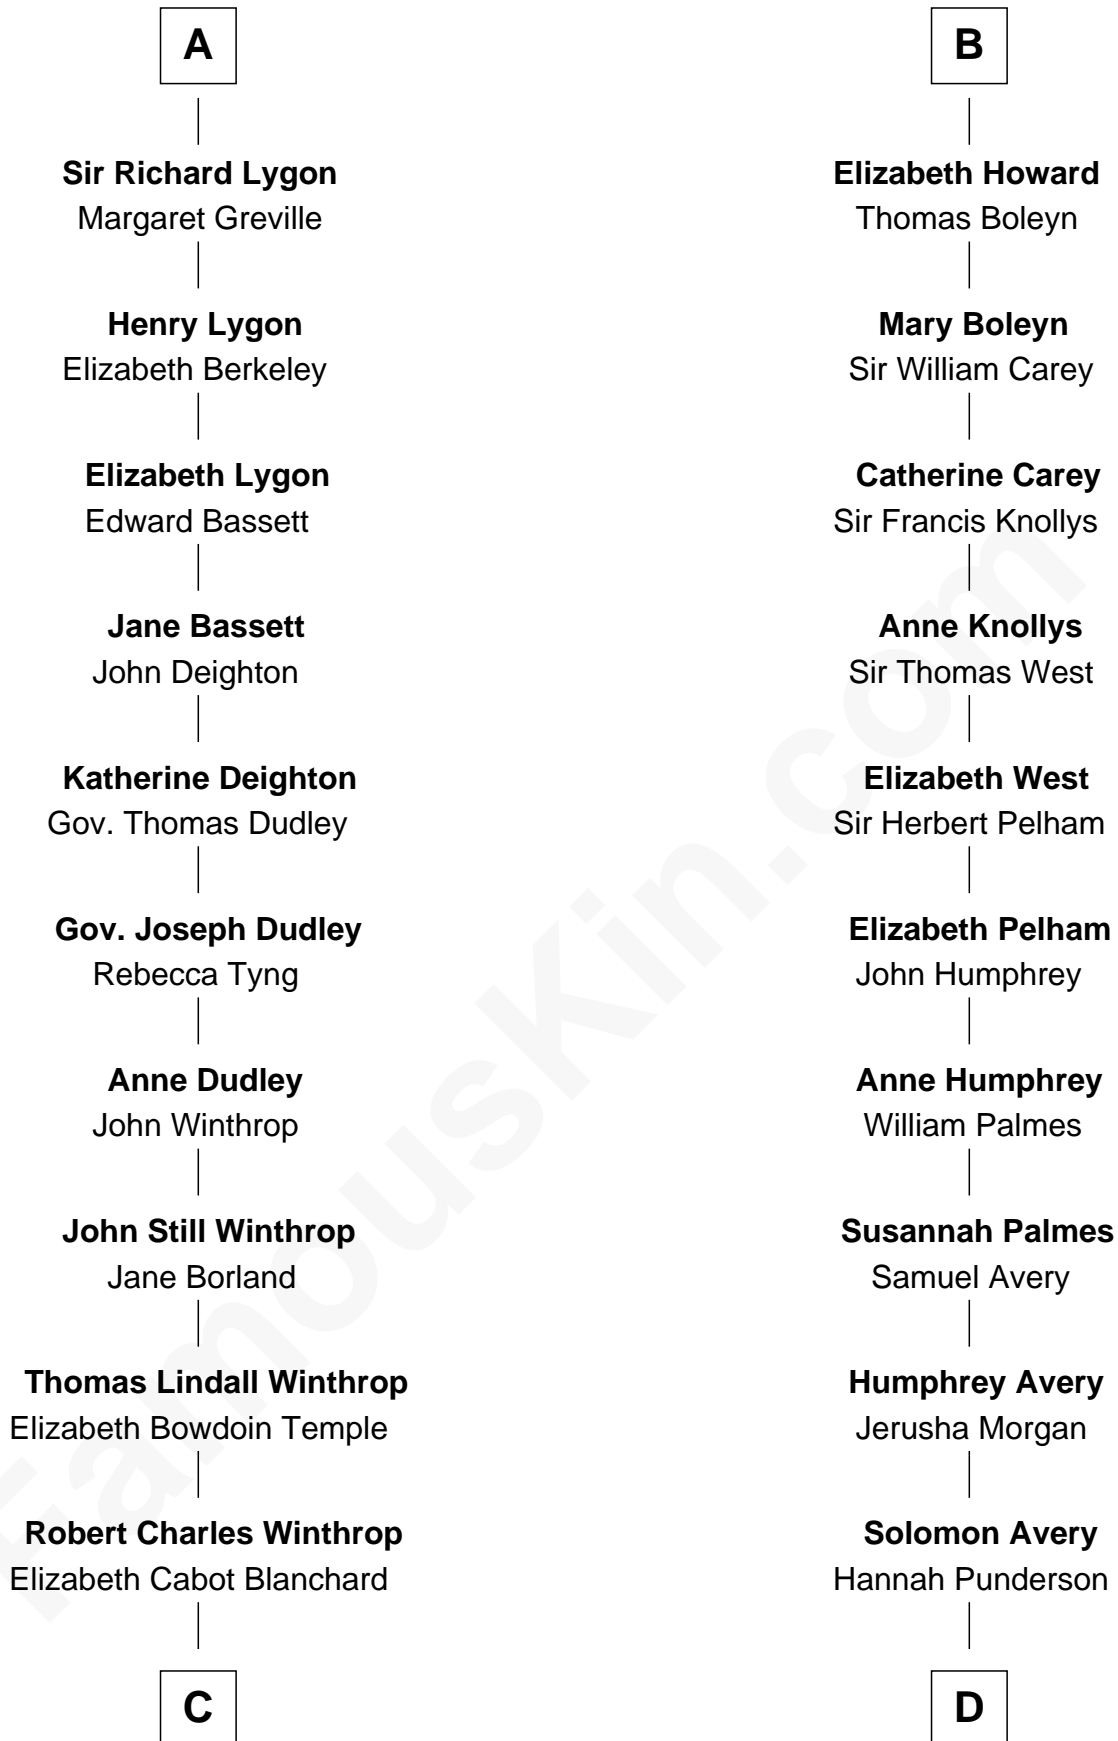 A
Sir Richard Lygon
Margaret Greville
Henry Lygon
Elizabeth Berkeley
Elizabeth Lygon
Edward Bassett
Jane Bassett
John Deighton
Katherine Deighton
Gov. Thomas Dudley
Gov. Joseph Dudley
Rebecca Tyng
Anne Dudley
John Winthrop
John Still Winthrop
Jane Borland
Thomas Lindall Winthrop
Elizabeth Bowdoin Temple
Robert Charles Winthrop
Elizabeth Cabot Blanchard
C
B
Elizabeth Howard
Thomas Boleyn
Mary Boleyn
Sir William Carey
Catherine Carey
Sir Francis Knollys
Anne Knollys
Sir Thomas West
Elizabeth West
Sir Herbert Pelham
Elizabeth Pelham
John Humphrey
Anne Humphrey
William Palmes
Susannah Palmes
Samuel Avery
Humphrey Avery
Jerusha Morgan
Solomon Avery
Hannah Punderson
D
FamousKin.com